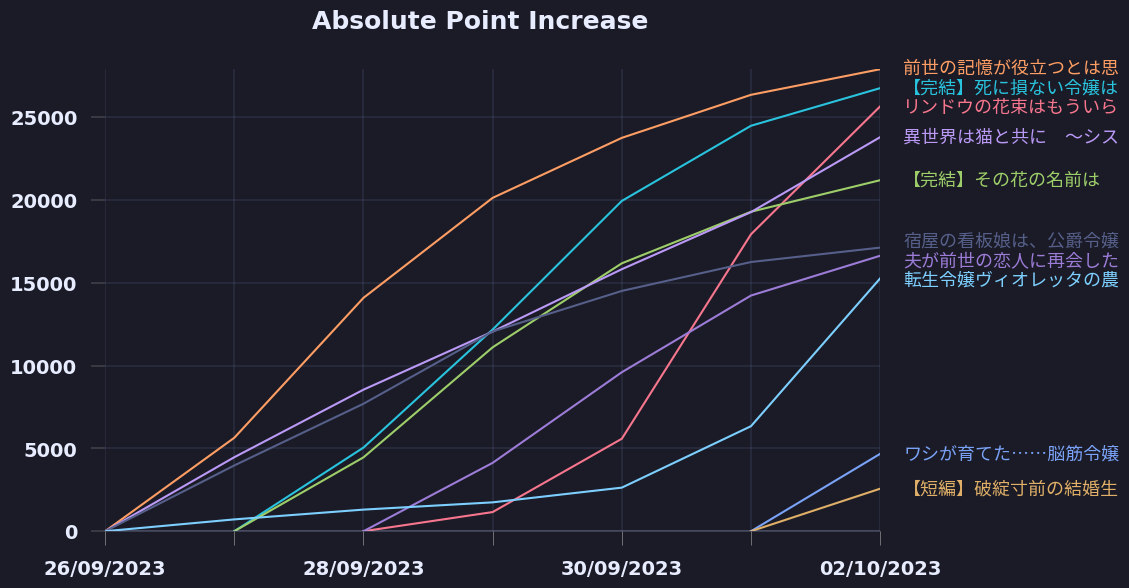 Absolute Point Increase
25000
20000
15000
10000
5000
0
26/09/2023
28/09/2023
30/09/2023
02/10/2023
前世の記憶が役立つとは思
【完結】死に損ない令嬢は
リンドウの花束はもういら
異世界は猫と共に　～シス
【完結】その花の名前は
宿屋の看板娘は、公爵令嬢
夫が前世の恋人に再会した
転生令嬢ヴィオレッタの農
ワシが育てた……脳筋令嬢
【短編】破綻寸前の結婚生